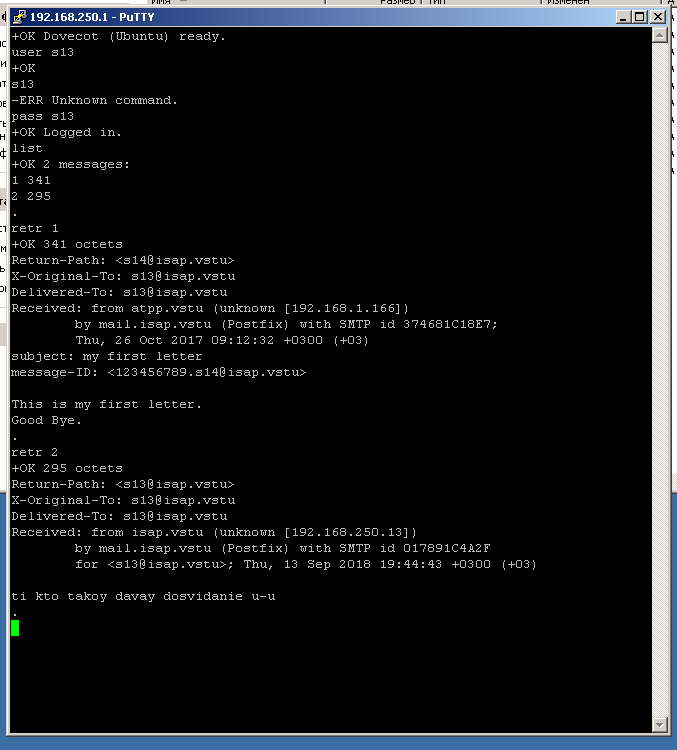 Имя
Размер
Тип
Изменен
192.168.250.1 - PuTTY
+OK Dovecot (Ubuntu) ready.
user s13
+OK
s13
-ERR Unknown command.
pass s13
+OK Logged in.
list
+OK 2 messages:
1 341
2 295
.
retr 1
+OK 341 octets
Return-Path: <s14@isap.vstu>
X-Original-To: s13@isap.vstu
Delivered-To: s13@isap.vstu
Received: from atpp.vstu (unknown [192.168.1.166])
        by mail.isap.vstu (Postfix) with SMTP id 374681C18E7;
        Thu, 26 Oct 2017 09:12:32 +0300 (+03)
subject: my first letter
message-ID: <123456789.s14@isap.vstu>

This is my first letter.
Good Bye.
.
retr 2
+OK 295 octets
Return-Path: <s13@isap.vstu>
X-Original-To: s13@isap.vstu
Delivered-To: s13@isap.vstu
Received: from isap.vstu (unknown [192.168.250.13])
        by mail.isap.vstu (Postfix) with SMTP id 017891C4A2F
        for <s13@isap.vstu>; Thu, 13 Sep 2018 19:44:43 +0300 (+03)

ti kto takoy davay dosvidanie u-u
.